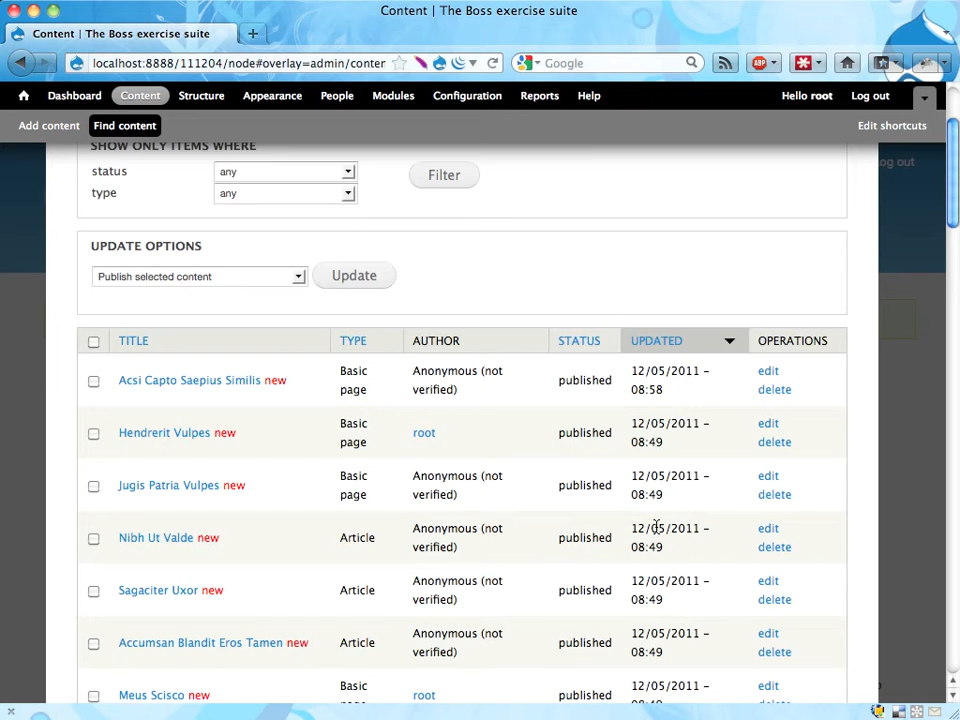 Content | The Boss exercise suite
Content | The Boss exercise suite
localhost:8888/111204/node#overlay=admin/conter
Google
ABP
Dashboard Content Structure Appearance People Modules Configuration Reports Help Hello root Log out
Add content Find content Edit shortcuts
og out
SHOW ONLY ITEMS WHERE
status any
type any
Filter
UPDATE OPTIONS
Publish selected content Update
TITLE TYPE AUTHOR STATUS UPDATED OPERATIONS
Acsi Capto Saepius Similis new Basic page Anonymous (not verified) published 12/05/2011 – 08:58 edit delete
Hendrerit Vulpes new Basic page root published 12/05/2011 – 08:49 edit delete
Jugis Patria Vulpes new Basic page Anonymous (not verified) published 12/05/2011 – 08:49 edit delete
Nibh Ut Valde new Article Anonymous (not verified) published 12/05/2011 – 08:49 edit delete
Sagaciter Uxor new Article Anonymous (not verified) published 12/05/2011 – 08:49 edit delete
Accumsan Blandit Eros Tamen new Article Anonymous (not verified) published 12/05/2011 – 08:49 edit delete
Meus Scisco new Basic root published 12/05/2011 – edit